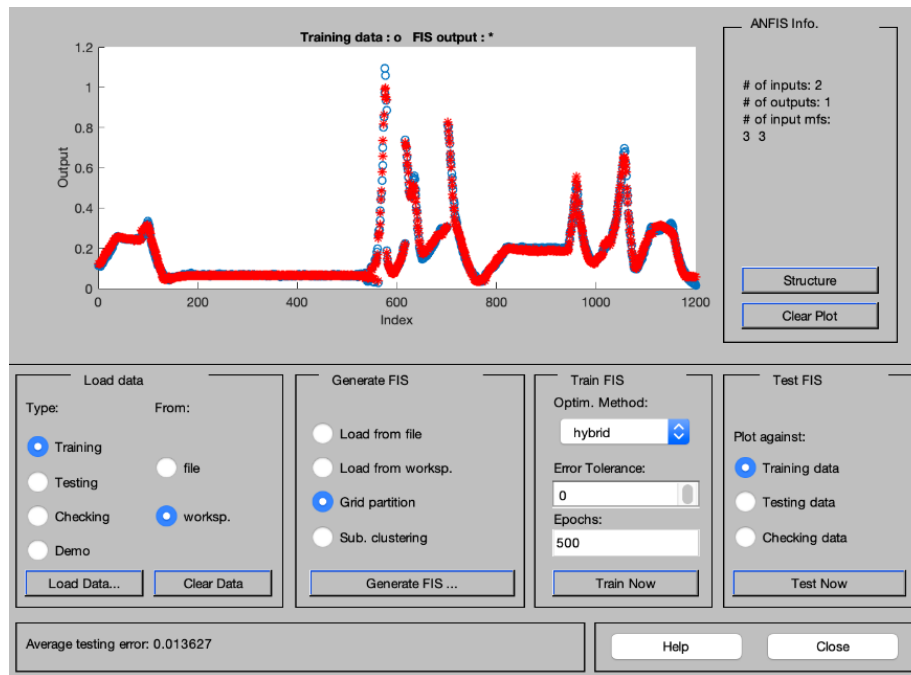 Training data : o   FIS output : *
1.2
1
0.8
0.6
0.4
0.2
0
Output
0 200 400 600 800 1000 1200
Index
ANFIS Info.
# of inputs: 2
# of outputs: 1
# of input mfs:
3  3
Structure
Clear Plot
Load data
Type:
From:
Training
Testing
Checking
Demo
file
worksp.
Load Data...
Clear Data
Generate FIS
Load from file
Load from worksp.
Grid partition
Sub. clustering
Generate FIS ...
Train FIS
Optim. Method:
hybrid
Error Tolerance:
0
Epochs:
500
Train Now
Test FIS
Plot against:
Training data
Testing data
Checking data
Test Now
Average testing error: 0.013627
Help
Close